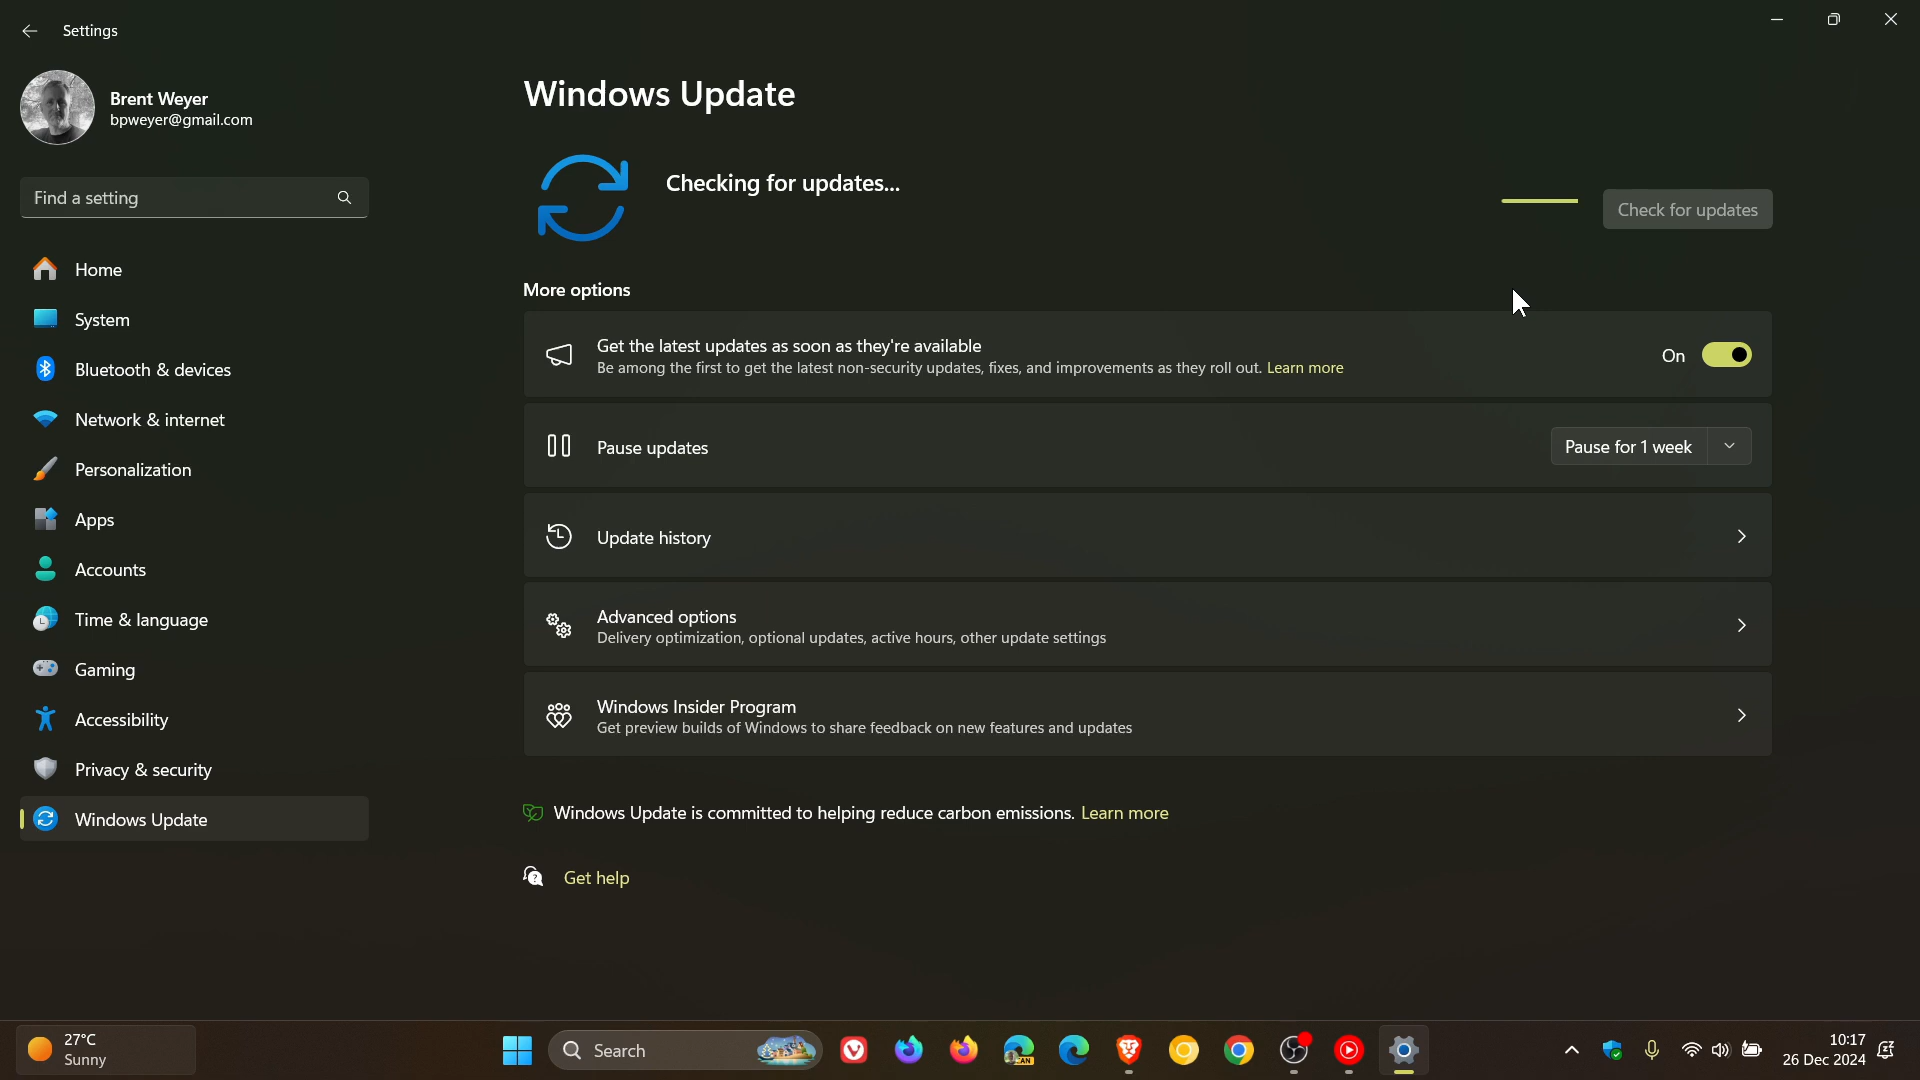 Settings
Brent Weyer
bpweyer@gmail.com
Find a setting
Home
System
Bluetooth & devices
Network & internet
Personalization
Apps
Accounts
Time & language
Gaming
Accessibility
Privacy & security
Windows Update
Windows Update
Checking for updates...
Check for updates
More options
Get the latest updates as soon as they're available
Be among the first to get the latest non-security updates, fixes, and improvements as they roll out. Learn more
On
Pause updates
Pause for 1 week
Update history
Advanced options
Delivery optimization, optional updates, active hours, other update settings
Windows Insider Program
Get preview builds of Windows to share feedback on new features and updates
Windows Update is committed to helping reduce carbon emissions. Learn more
Get help
27°C
Sunny
Search
CAN
10:17
26 Dec 2024